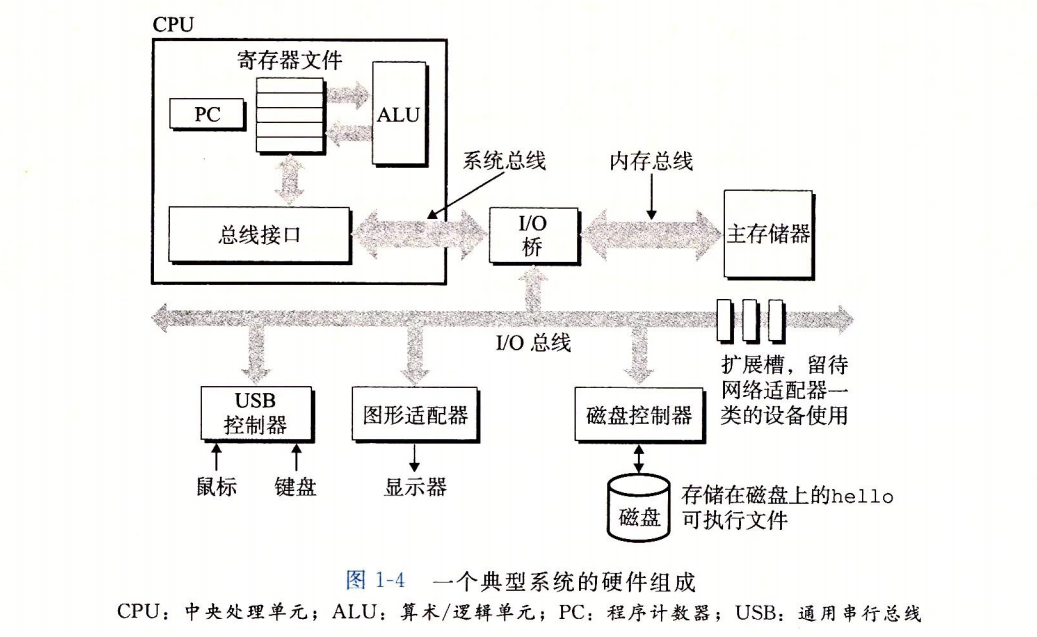 CPU
寄存器文件
PC
ALU
系统总线
内存总线
总线接口
I/O
桥
主存储器
I/O 总线
扩展槽，留待
网络适配器一
类的设备使用
USB
控制器
图形适配器
磁盘控制器
鼠标
键盘
显示器
磁盘
存储在磁盘上的hello
可执行文件
图 1-4 一个典型系统的硬件组成
CPU：中央处理单元；ALU：算术/逻辑单元；PC：程序计数器；USB：通用串行总线